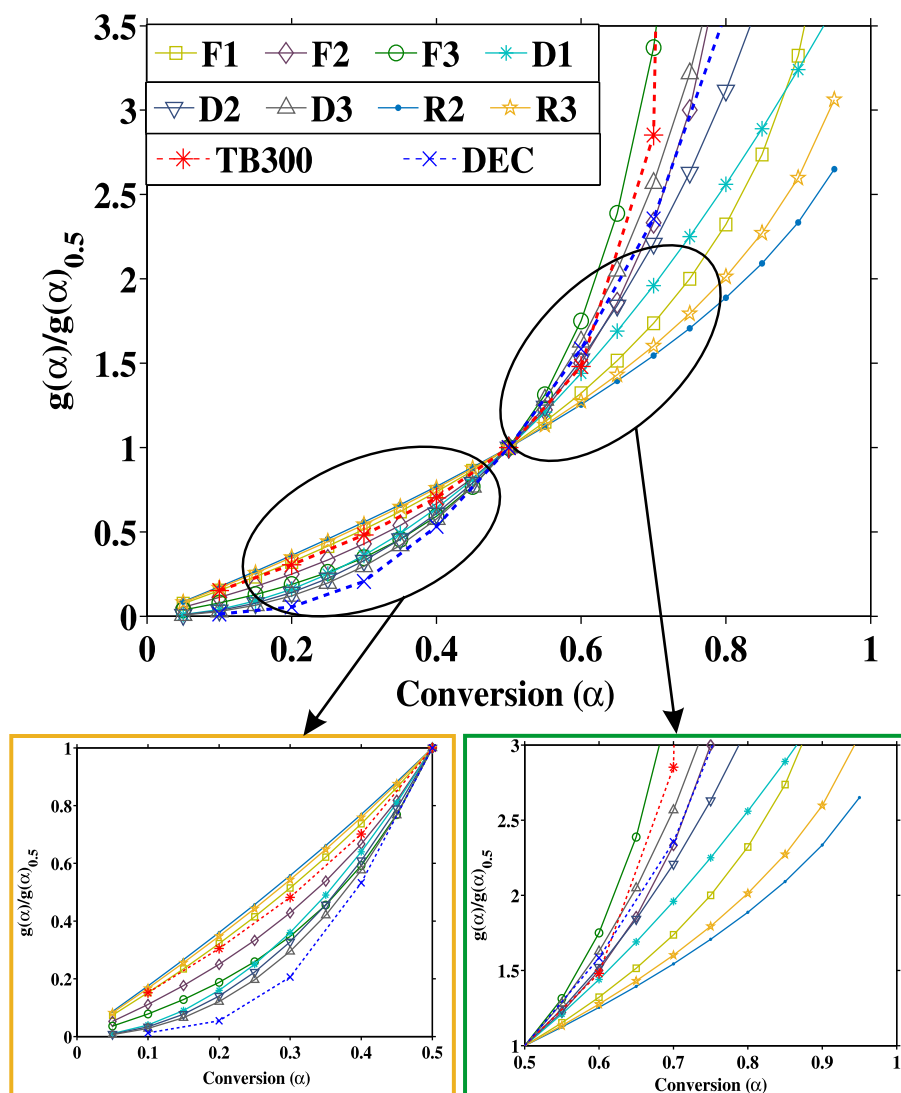 3.5
F1 F2 F3 D1
D2 D3 R2 R3
TB300 DEC
3
2.5
2
1.5
1
0.5
0
g(α)/g(α)0.5
0 0.2 0.4 0.6 0.8 1
Conversion (α)
1
0.8
0.6
0.4
0.2
0
g(α)/g(α)0.5
0 0.1 0.2 0.3 0.4 0.5
Conversion (α)
3
2.5
2
1.5
1
g(α)/g(α)0.5
0.5 0.6 0.7 0.8 0.9 1
Conversion (α)